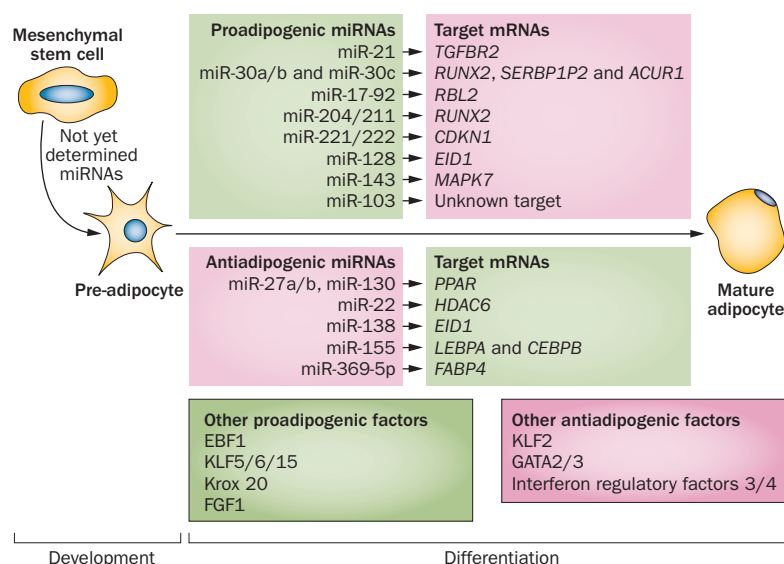 Mesenchymal
stem cell
Not yet
determined
miRNAs
Pre-adipocyte
Proadipogenic miRNAs
Target mRNAs
miR-21
TGFBR2
miR-30a/b and miR-30c
RUNX2, SERBP1P2 and ACUR1
miR-17-92
RBL2
miR-204/211
RUNX2
miR-221/222
CDKN1
miR-128
EID1
miR-143
MAPK7
miR-103
Unknown target
Antiadipogenic miRNAs
Target mRNAs
miR-27a/b, miR-130
PPAR
miR-22
HDAC6
miR-138
EID1
miR-155
LEBPA and CEBPB
miR-369-5p
FABP4
Mature
adipocyte
Other proadipogenic factors
EBF1
KLF5/6/15
Krox 20
FGF1
Other antiadipogenic factors
KLF2
GATA2/3
Interferon regulatory factors 3/4
Development
Differentiation